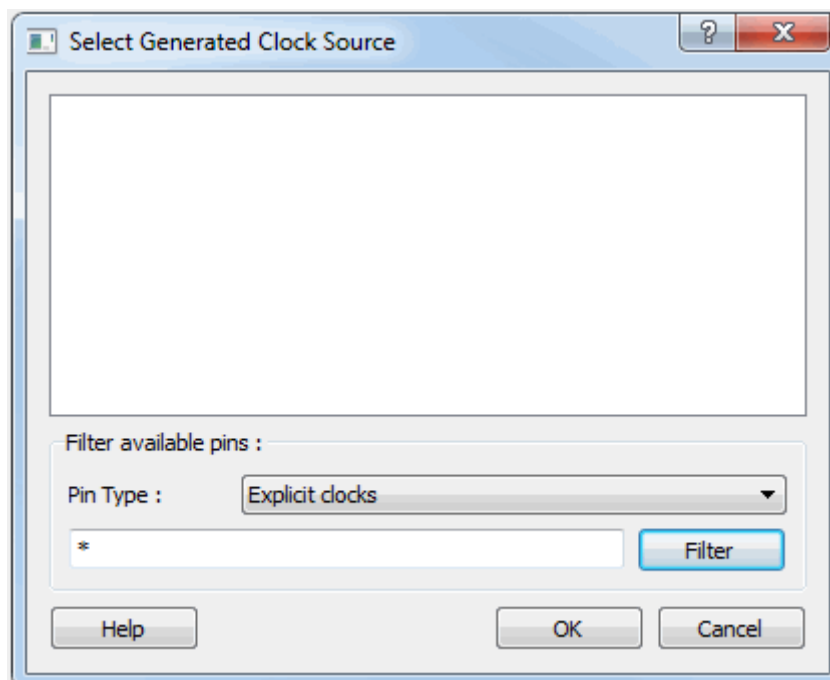 Select Generated Clock Source
?
X
Filter available pins :
Pin Type :
Explicit clocks
*
Filter
Help
OK
Cancel